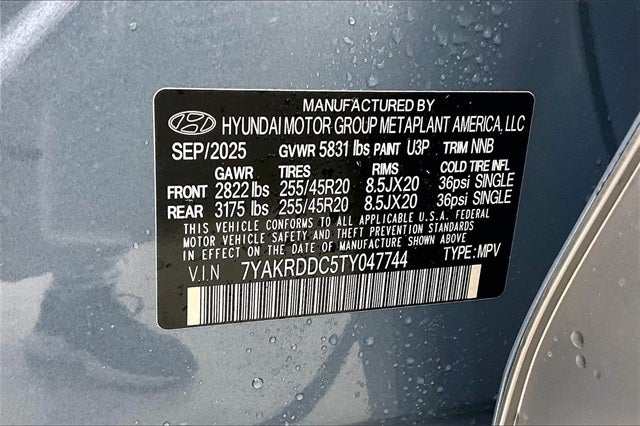 MANUFACTURED BY
HYUNDAI MOTOR GROUP METAPLANT AMERICA, LLC
SEP/2025 GVWR 5831 lbs PAINT U3P TRIM NNB
GAWR TIRES RIMS COLD TIRE INFL
FRONT 2822 lbs 255/45R20 8.5JX20 36psi SINGLE
REAR 3175 lbs 255/45R20 8.5JX20 36psi SINGLE
THIS VEHICLE CONFORMS TO ALL APPLICABLE U.S.A. FEDERAL
MOTOR VEHICLE SAFETY, BUMPER, AND THEFT PREVENTION STANDARDS
IN EFFECT ON THE DATE OF MANUFACTURE SHOWN ABOVE.
V.I.N 7YAKRDDC5TY047744 TYPE: MPV